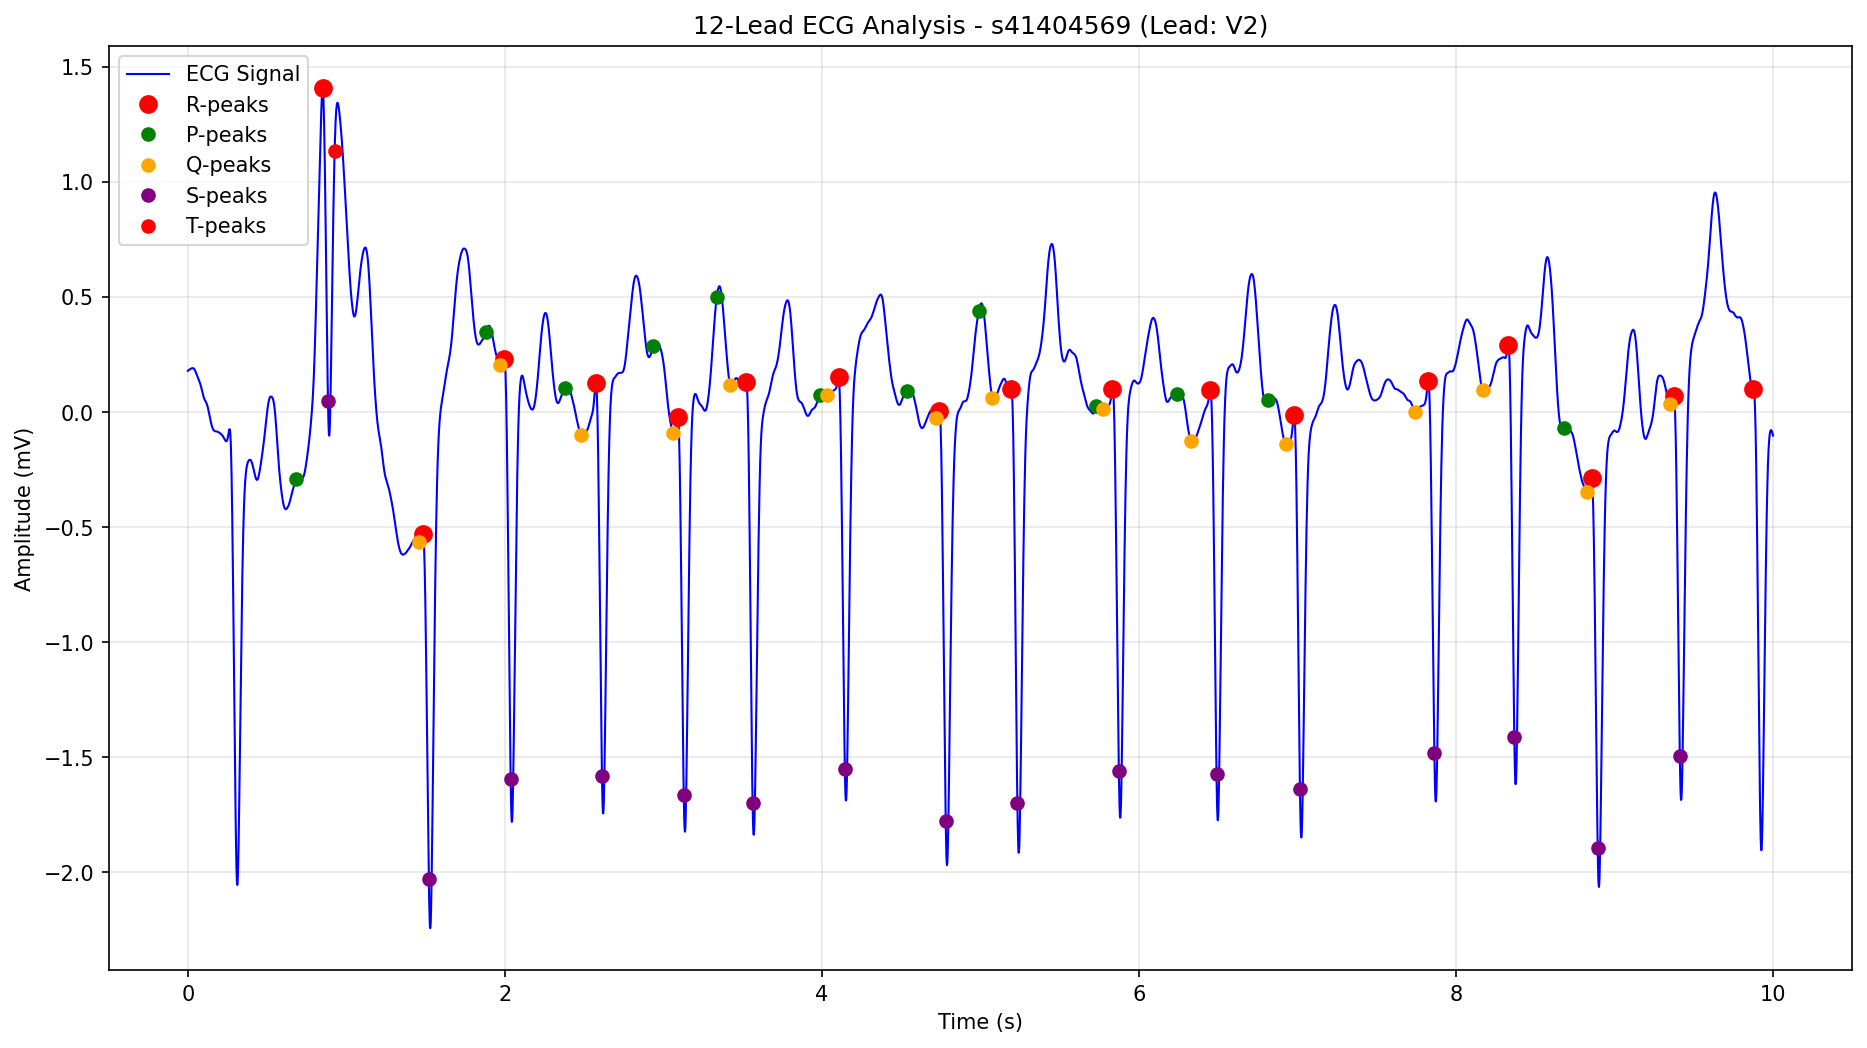 12-Lead ECG Analysis - s41404569 (Lead: V2)
ECG Signal
R-peaks
P-peaks
Q-peaks
S-peaks
T-peaks
Amplitude (mV)
1.5
1.0
0.5
0.0
−0.5
−1.0
−1.5
−2.0
0 2 4 6 8 10
Time (s)